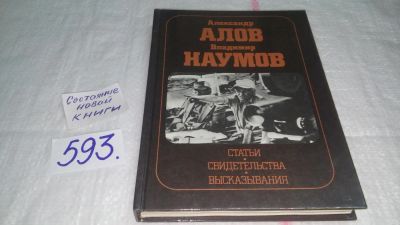 Состояние
новой
книги
593.
Александр
АЛОВ
Владимир
НАУМОВ
СТАТЬИ
СВИДЕТЕЛЬСТВА
ВЫСКАЗЫВАНИЯ